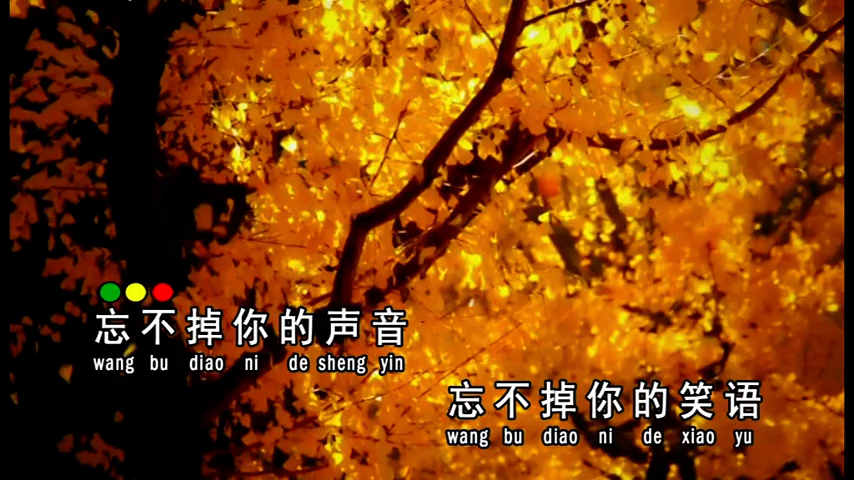 忘不掉你的声音
wang bu diao ni de sheng yin
忘不掉你的笑语
wang bu diao ni de xiao yu